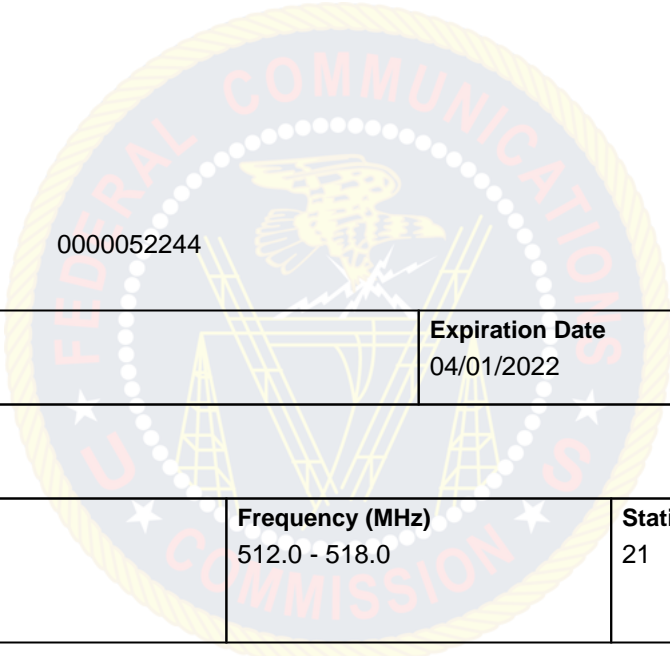 0000052244
Expiration Date
04/01/2022
Frequency (MHz)
Stati
512.0 - 518.0
21
FEDERAL COMMUNICATIONS COMMISSION
U S